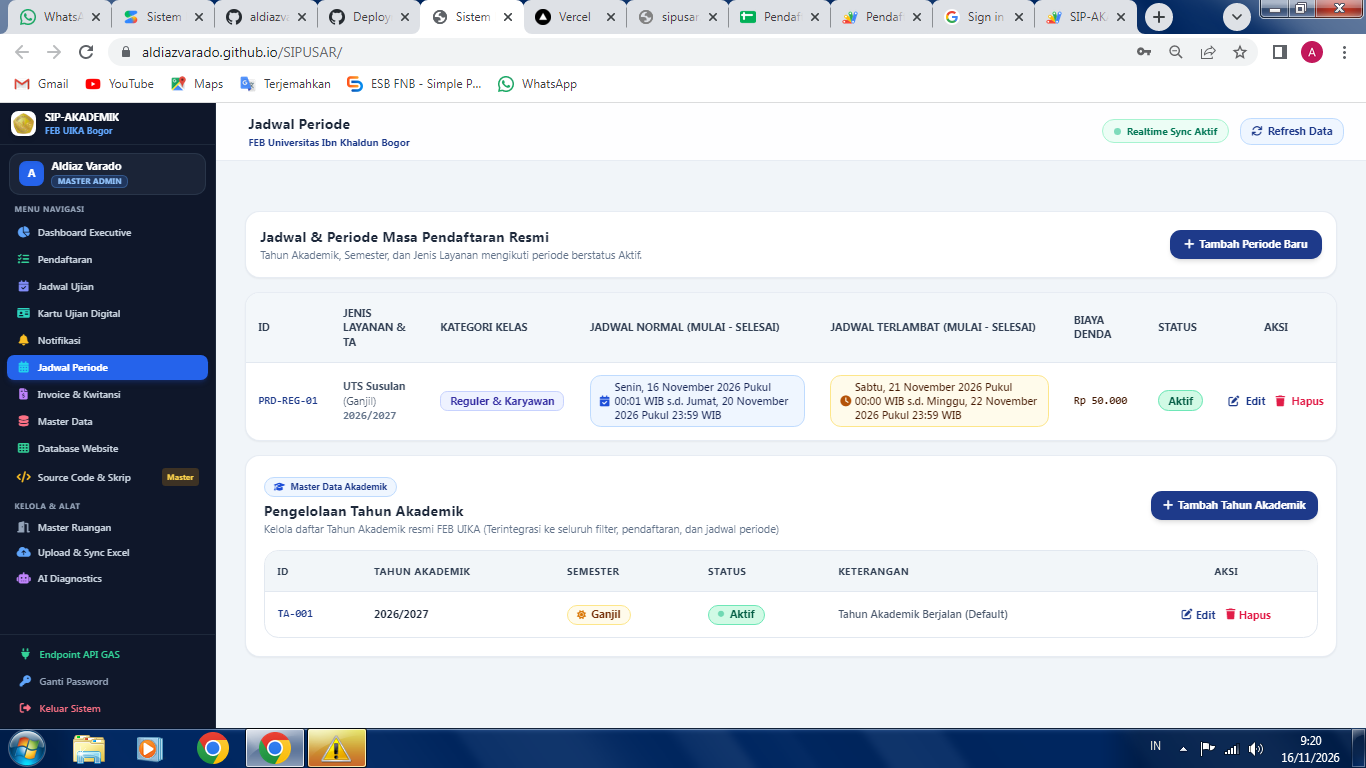 WhatsA
Sistem
aldiazva
Deploy
Sistem
Vercel
sipusar
Pendaf
Pendaf
Sign in
SIP-AKA
aldiazvarado.github.io/SIPUSAR/
A
Gmail
YouTube
Maps
Terjemahkan
ESB FNB - Simple P...
WhatsApp
SIP-AKADEMIK
FEB UIKA Bogor
A
Aldiaz Varado
MASTER ADMIN
MENU NAVIGASI
Dashboard Executive
Pendaftaran
Jadwal Ujian
Kartu Ujian Digital
Notifikasi
Jadwal Periode
Invoice & Kwitansi
Master Data
Database Website
Source Code & Skrip
Master
KELOLA & ALAT
Master Ruangan
Upload & Sync Excel
AI Diagnostics
Endpoint API GAS
Ganti Password
Keluar Sistem
Jadwal Periode
FEB Universitas Ibn Khaldun Bogor
Realtime Sync Aktif
Refresh Data
Jadwal & Periode Masa Pendaftaran Resmi
Tahun Akademik, Semester, dan Jenis Layanan mengikuti periode berstatus Aktif.
+ Tambah Periode Baru
ID
JENIS
LAYANAN &
TA
KATEGORI KELAS
JADWAL NORMAL (MULAI - SELESAI)
JADWAL TERLAMBAT (MULAI - SELESAI)
BIAYA
DENDA
STATUS
AKSI
PRD-REG-01
UTS Susulan
(Ganjil)
2026/2027
Reguler & Karyawan
Senin, 16 November 2026 Pukul
00:01 WIB s.d. Jumat, 20 November
2026 Pukul 23:59 WIB
Sabtu, 21 November 2026 Pukul
00:00 WIB s.d. Minggu, 22 November
2026 Pukul 23:59 WIB
Rp 50.000
Aktif
Edit
Hapus
Master Data Akademik
Pengelolaan Tahun Akademik
Kelola daftar Tahun Akademik resmi FEB UIKA (Terintegrasi ke seluruh filter, pendaftaran, dan jadwal periode)
+ Tambah Tahun Akademik
ID
TAHUN AKADEMIK
SEMESTER
STATUS
KETERANGAN
AKSI
TA-001
2026/2027
Ganjil
Aktif
Tahun Akademik Berjalan (Default)
Edit
Hapus
IN
9:20
16/11/2026